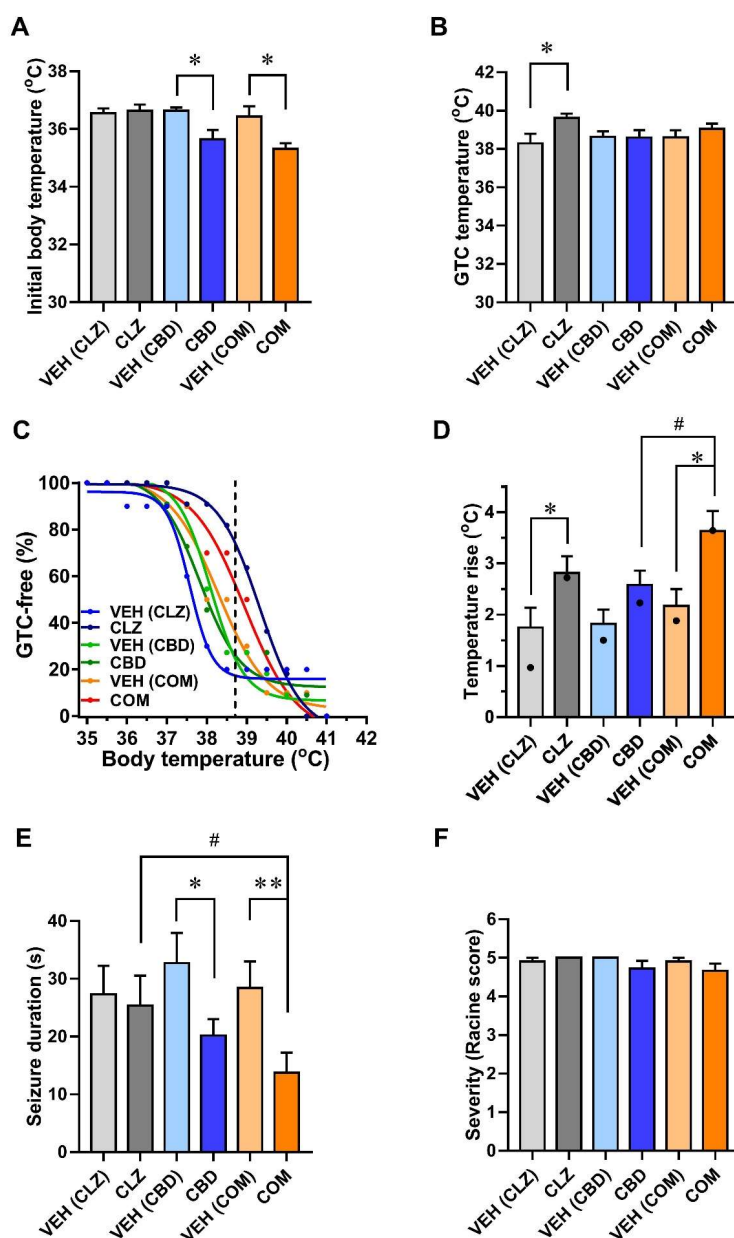 A
Initial body temperature (°C)
38
36
34
32
30
*
*
VEH (CLZ)
CLZ
VEH (CBD)
CBD
VEH (COM)
COM
B
GTC temperature (°C)
42
40
38
36
34
32
30
*
VEH (CLZ)
CLZ
VEH (CBD)
CBD
VEH (COM)
COM
C
GTC-free (%)
100
80
60
40
20
0
VEH (CLZ)
CLZ
VEH (CBD)
CBD
VEH (COM)
COM
35 36 37 38 39 40 41 42
Body temperature (°C)
D
Temperature rise (°C)
5
4
3
2
1
0
*
#
*
VEH (CLZ)
CLZ
VEH (CBD)
CBD
VEH (COM)
COM
E
Seizure duration (s)
40
30
20
10
0
#
*
**
VEH (CLZ)
CLZ
VEH (CBD)
CBD
VEH (COM)
COM
F
Severity (Racine score)
6
5
4
3
2
1
0
VEH (CLZ)
CLZ
VEH (CBD)
CBD
VEH (COM)
COM